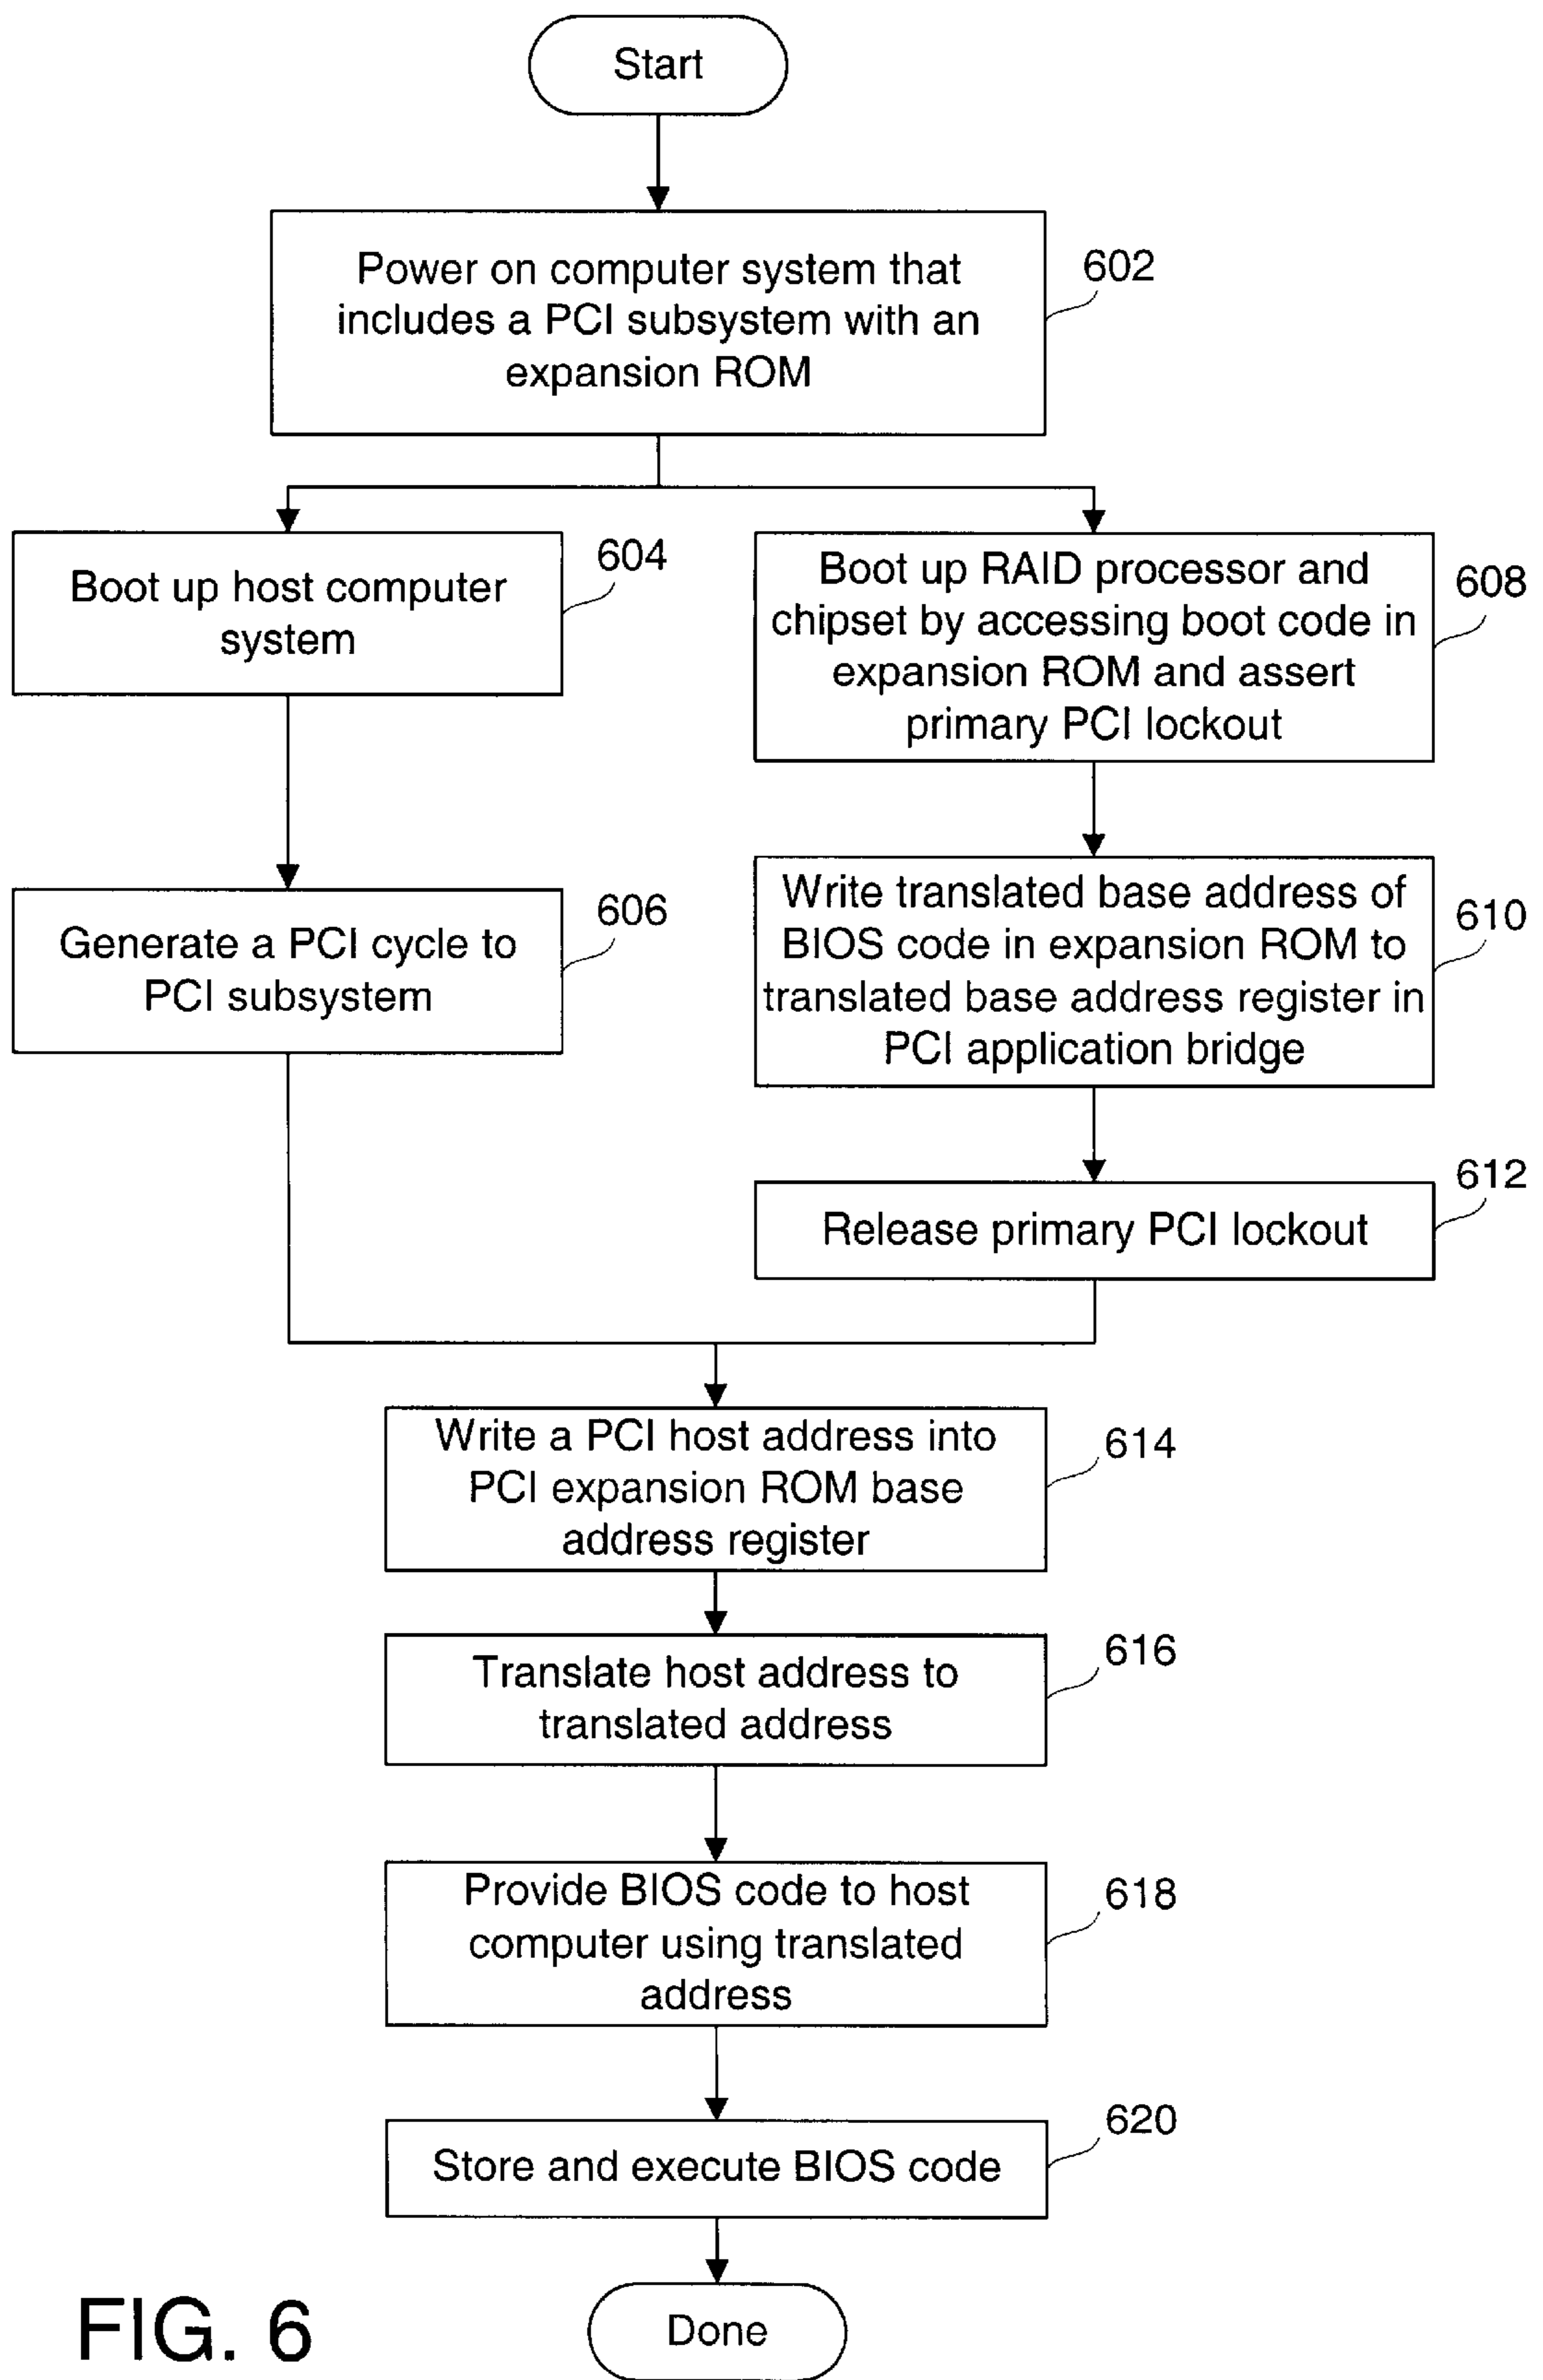 Start
Power on computer system that
includes a PCI subsystem with an
expansion ROM
602
Boot up host computer
system
604
Boot up RAID processor and
chipset by accessing boot code in
expansion ROM and assert
primary PCI lockout
608
Generate a PCI cycle to
PCI subsystem
606
Write translated base address of
BIOS code in expansion ROM to
translated base address register in
PCI application bridge
610
Release primary PCI lockout
612
Write a PCI host address into
PCI expansion ROM base
address register
614
Translate host address to
translated address
616
Provide BIOS code to host
computer using translated
address
618
Store and execute BIOS code
620
Done
FIG. 6